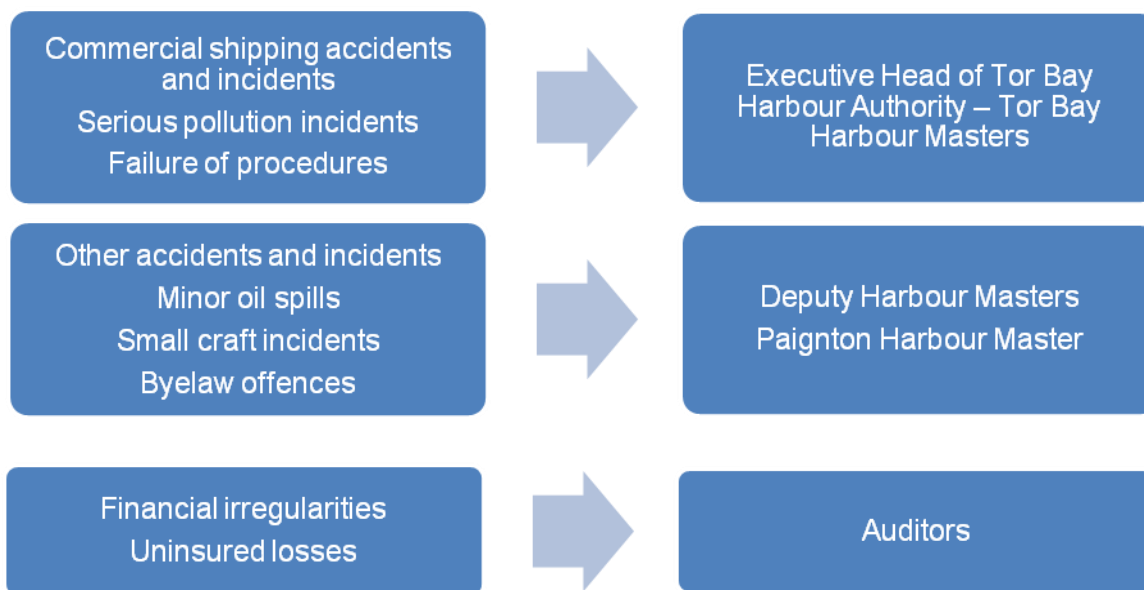 Commercial shipping accidents
and incidents
Serious pollution incidents
Failure of procedures
Executive Head of Tor Bay
Harbour Authority – Tor Bay
Harbour Masters
Other accidents and incidents
Minor oil spills
Small craft incidents
Byelaw offences
Deputy Harbour Masters
Paignton Harbour Master
Financial irregularities
Uninsured losses
Auditors